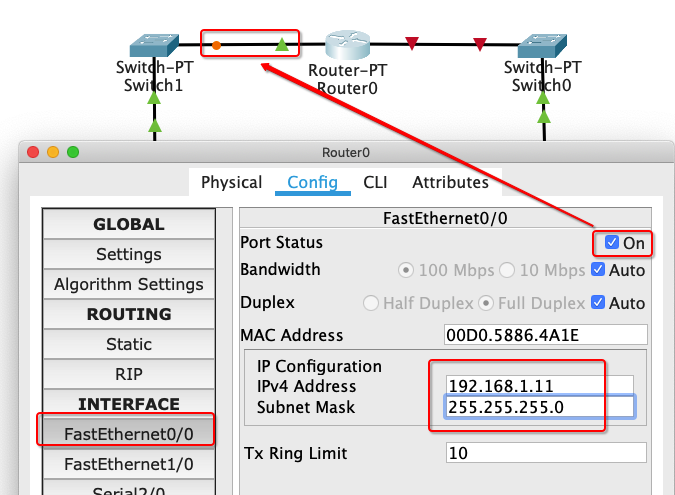 Switch-PT
Switch1
Router-PT
Router0
Switch-PT
Switch0
Router0
Physical Config CLI Attributes
GLOBAL
Settings
Algorithm Settings
ROUTING
Static
RIP
INTERFACE
FastEthernet0/0
FastEthernet1/0
Serial2/0
FastEthernet0/0
Port Status On
Bandwidth 100 Mbps 10 Mbps Auto
Duplex Half Duplex Full Duplex Auto
MAC Address 00D0.5886.4A1E
IP Configuration
IPv4 Address 192.168.1.11
Subnet Mask 255.255.255.0
Tx Ring Limit 10